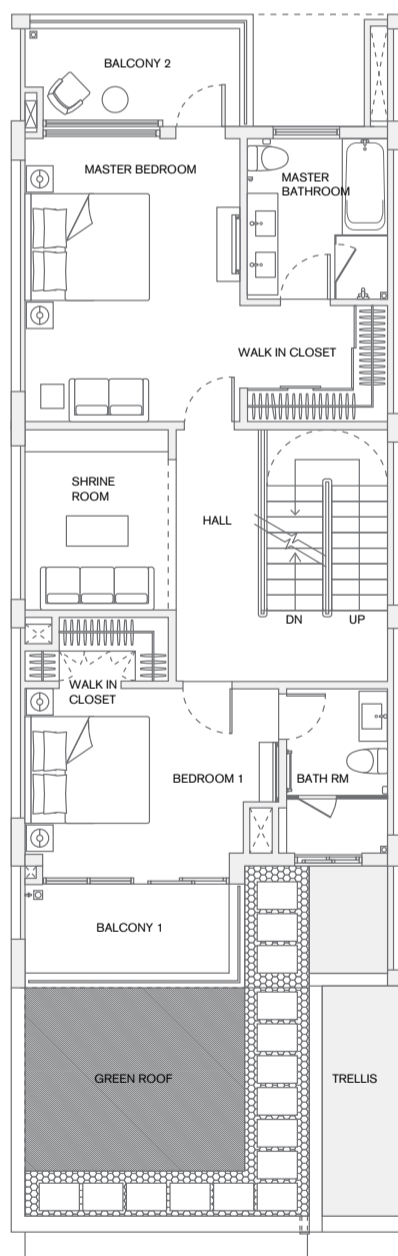 BALCONY 2
MASTER BEDROOM
MASTER
BATHROOM
WALK IN CLOSET
SHRINE
ROOM
HALL
DN
UP
WALK IN
CLOSET
BEDROOM 1
BATH RM
BALCONY 1
GREEN ROOF
TRELLIS